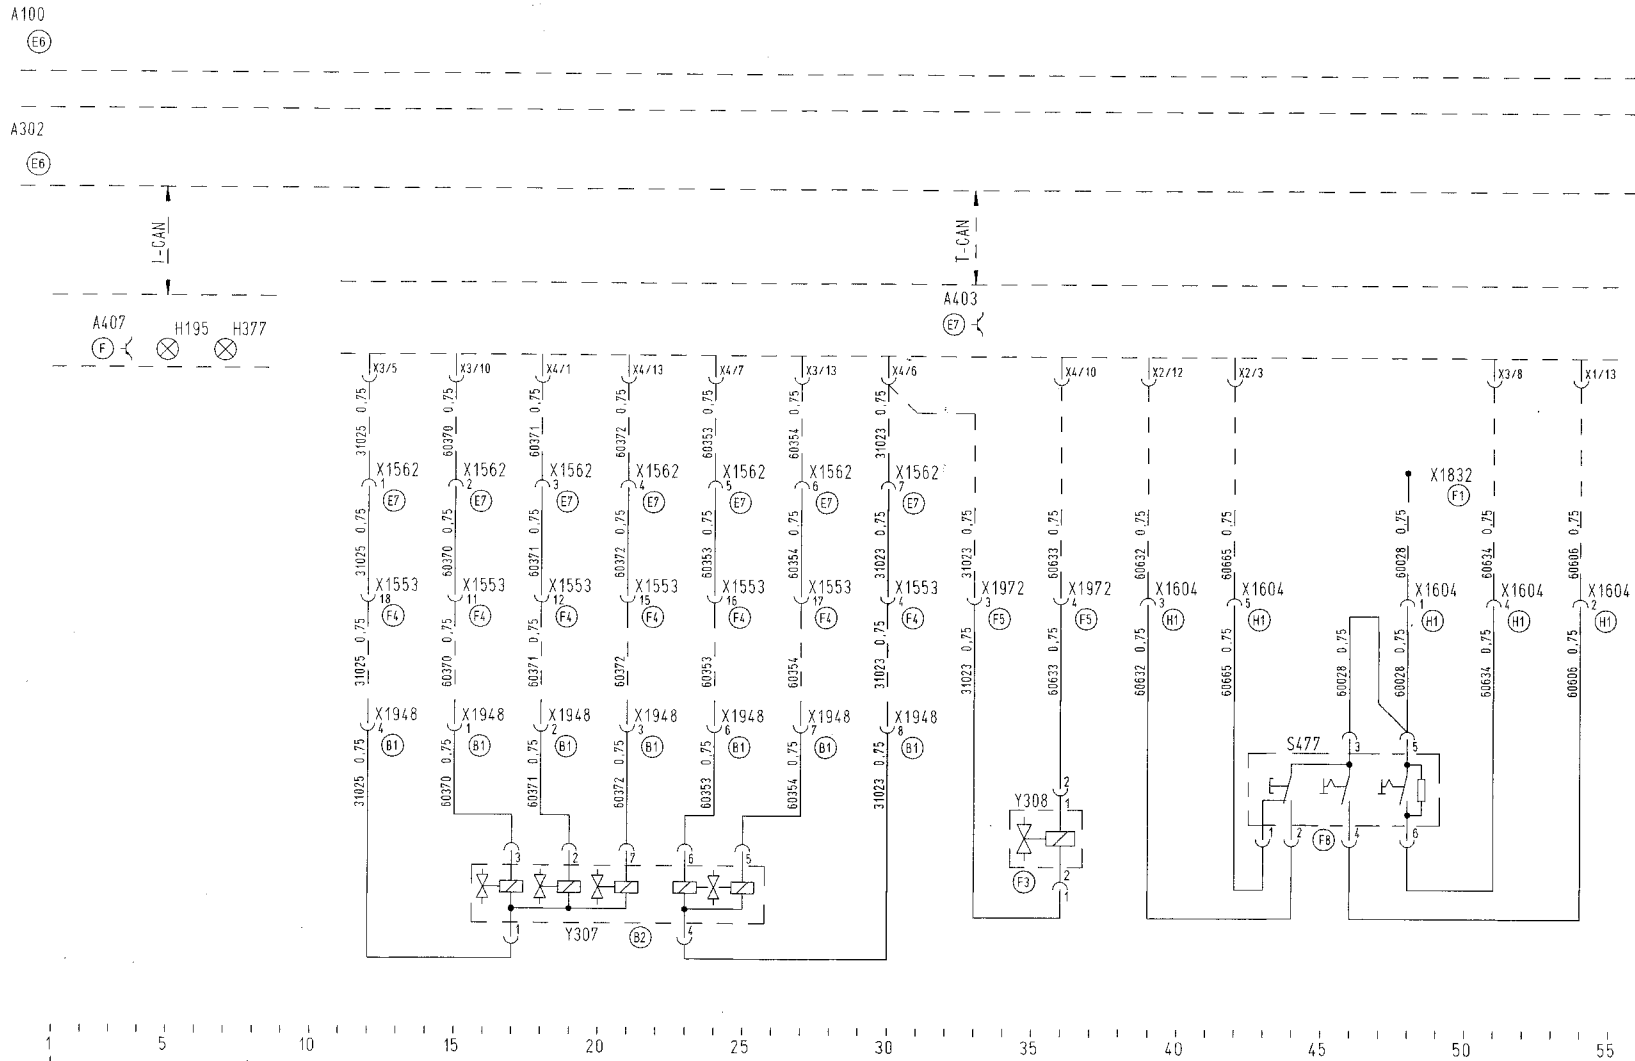 A100
E6
A302
E6
T-CAN
T-CAN
A403
E7
A407
F
H195
H377
X3/5 X3/10 X4/1 X4/13 X4/7 X3/13 X4/6 X4/10 X2/12 X2/3 X3/8 X1/13
31025 0,75 60370 0,75 60371 0,75 60372 0,75 60353 0,75 60354 0,75 31023 0,75
X1562 X1562 X1562 X1562 X1562 X1562 X1562 X1832
1 2 3 4 5 6 7
E7 E7 E7 E7 E7 E7 E7 F1
31025 0,75 60370 0,75 60371 0,75 60372 0,75 60353 0,75 60354 0,75 31023 0,75 31023 0,75 60633 0,75 60632 0,75 60665 0,75 60028 0,75 60634 0,75 60606 0,75
X1553 X1553 X1553 X1553 X1553 X1553 X1553 X1972 X1972 X1604 X1604 X1604 X1604 X1604
18 11 12 15 16 17 4 3 4 3 5 1 4 2
F4 F4 F4 F4 F4 F4 F4 F5 F5 H1 H1 H1 H1 H1
31025 0,75 60370 0,75 60371 0,75 60372 60353 60354 31023 0,75 31023 0,75 60633 0,75 60632 0,75 60665 0,75 60028 0,75 60028 0,75 60634 0,75 60606 0,75
X1948 X1948 X1948 X1948 X1948 X1948 X1948
4 1 2 3 6 7 8
B1 B1 B1 B1 B1 B1 B1
31025 0,75 60370 0,75 60371 0,75 60372 0,75 60353 0,75 60354 0,75 31023 0,75
S477
3 5
2
1
Y308
F3
2
1
1 2 F8 4 6
3 2 7 6 5
1 4
Y307
B2
1 5 10 15 20 25 30 35 40 45 50 55